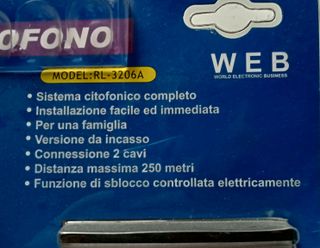 OFONO
WEB
WORLD ELECTRONIC BUSINESS
MODEL:RL-3206A
• Sistema citofonico completo
• Installazione facile ed immediata
• Per una famiglia
• Versione da incasso
• Connessione 2 cavi
• Distanza massima 250 metri
• Funzione di sblocco controllata elettricamente